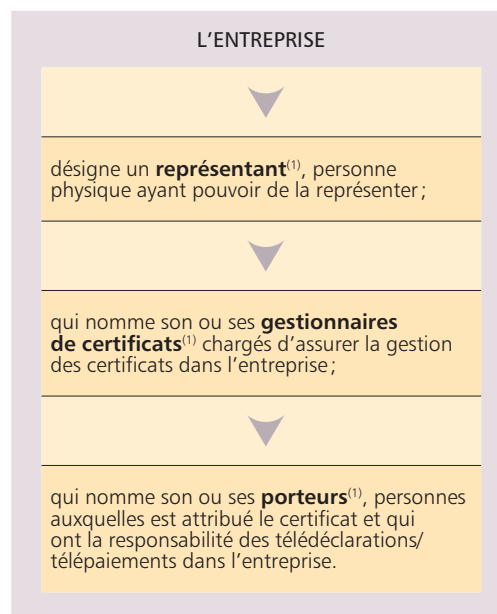 L’ENTREPRISE
désigne un représentant(1), personne
physique ayant pouvoir de la représenter ;
qui nomme son ou ses gestionnaires
de certificats(1) chargés d’assurer la gestion
des certificats dans l’entreprise ;
qui nomme son ou ses porteurs(1), personnes
auxquelles est attribué le certificat et qui
ont la responsabilité des télédéclarations/
télépaiements dans l’entreprise.